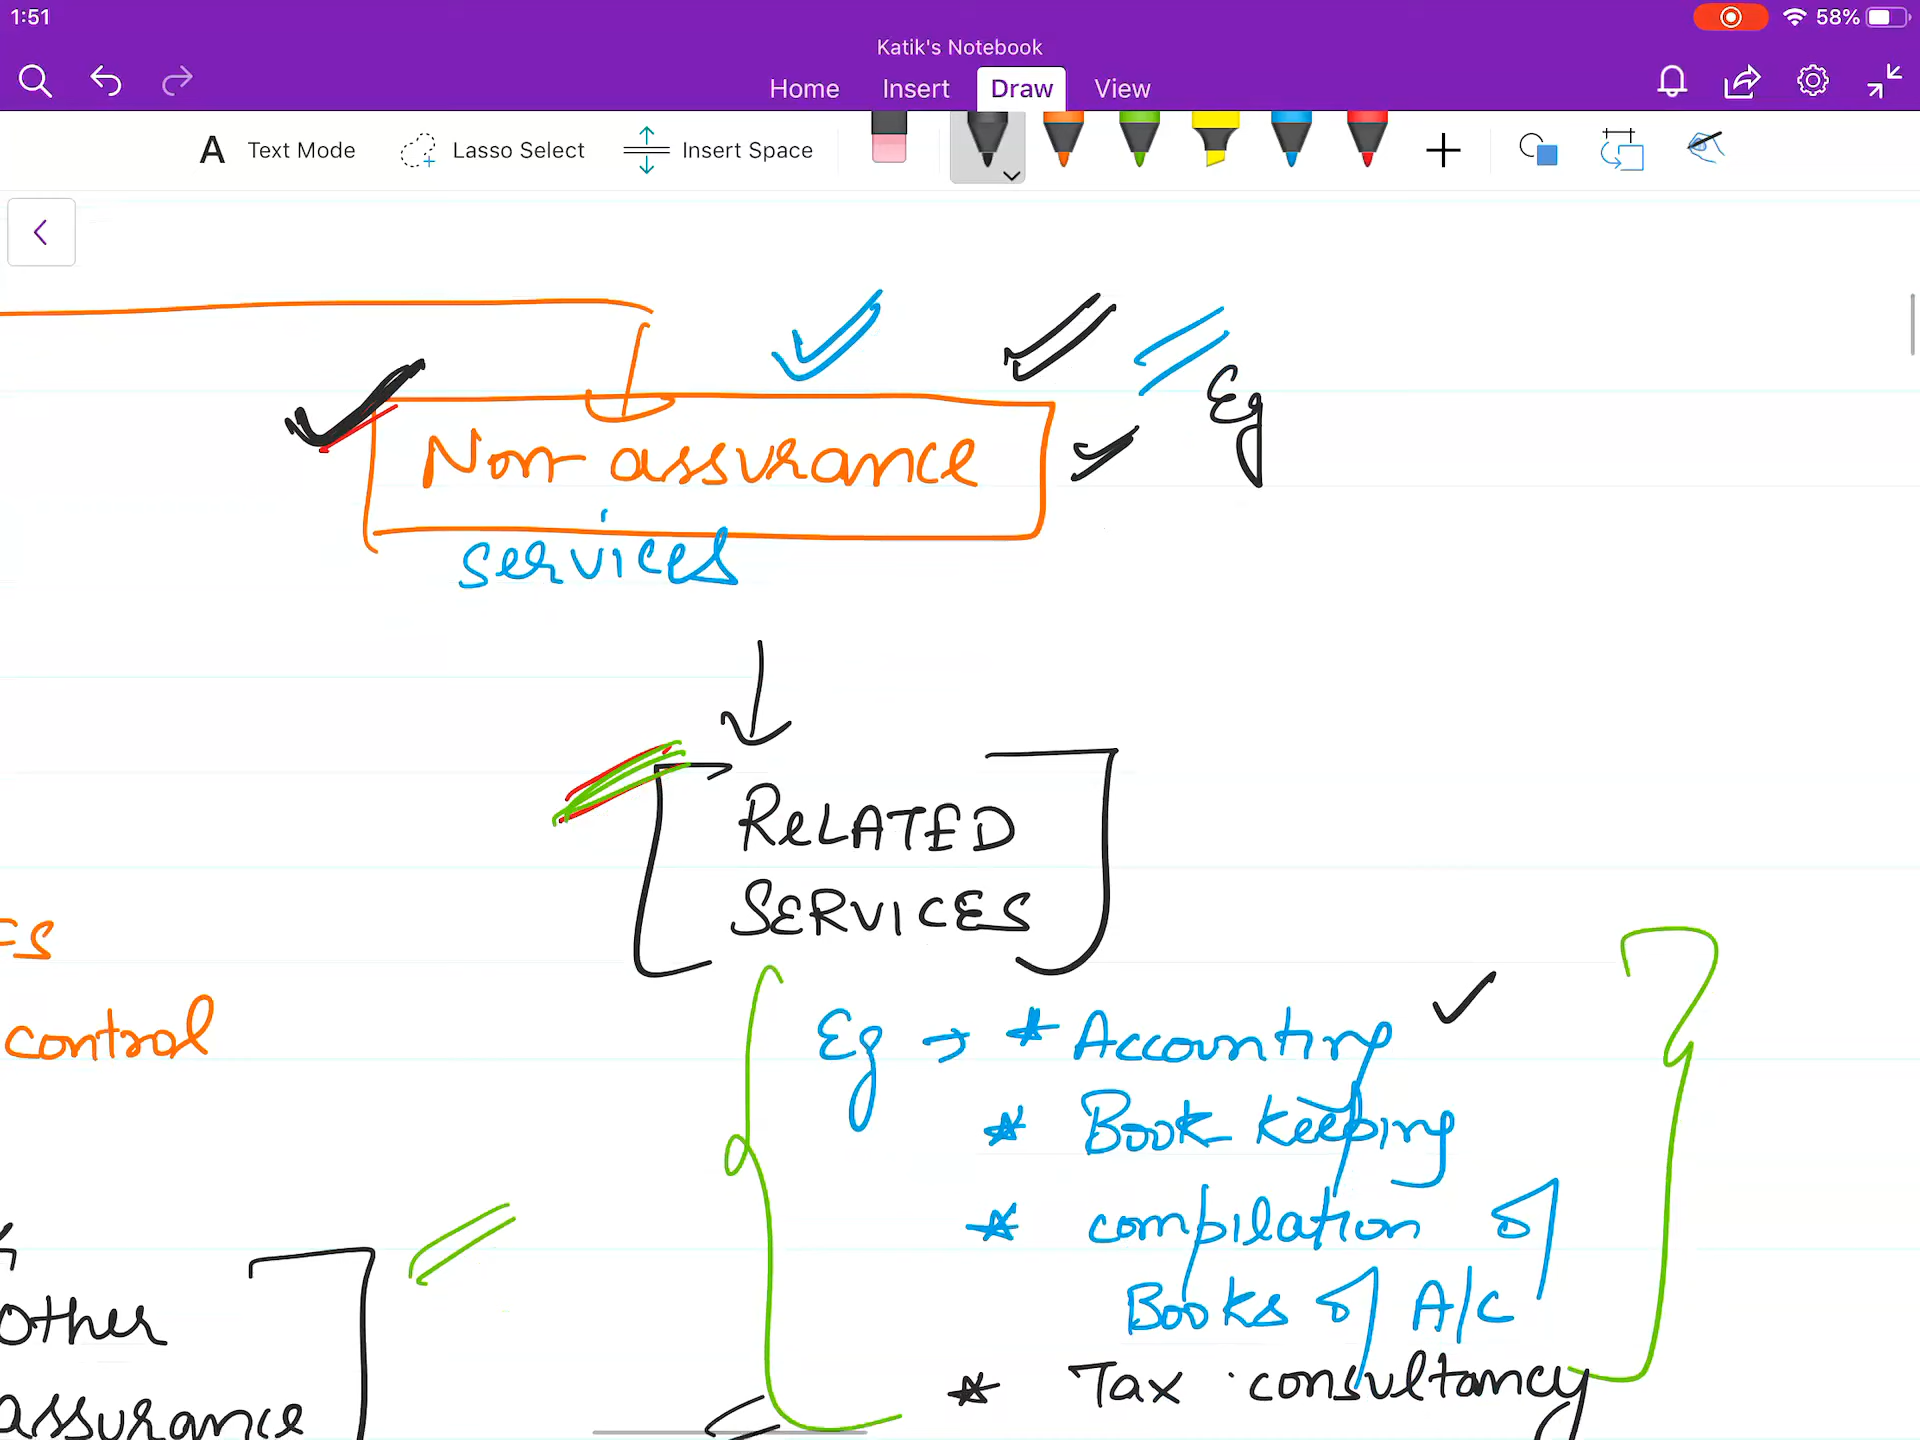 1:51
58%
Katik's Notebook
Home Insert Draw View
A Text Mode Lasso Select Insert Space
Eg
Non-assurance
services
RELATED
SERVICES
ES
control
Eg → * Accounting
* Book keeping
* compilation of
Books of A/C
* Tax consultancy
Other
assurance